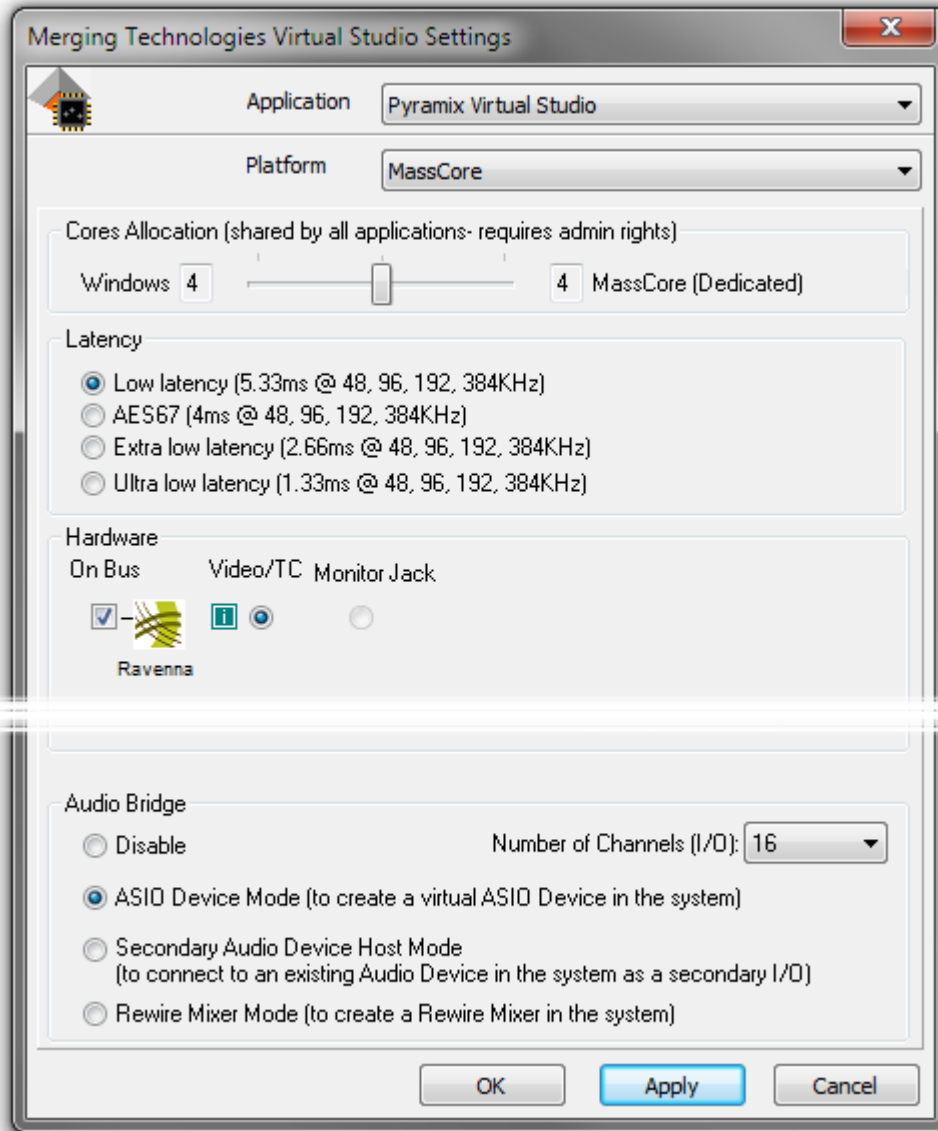 Merging Technologies Virtual Studio Settings
Application Pyramix Virtual Studio
Platform MassCore
Cores Allocation (shared by all applications- requires admin rights)
Windows 4 4 MassCore (Dedicated)
Latency
Low latency (5.33ms @ 48, 96, 192, 384KHz)
AES67 (4ms @ 48, 96, 192, 384KHz)
Extra low latency (2.66ms @ 48, 96, 192, 384KHz)
Ultra low latency (1.33ms @ 48, 96, 192, 384KHz)
Hardware
On Bus Video/TC Monitor Jack
i
Ravenna
Audio Bridge
Disable Number of Channels (I/O): 16
ASIO Device Mode (to create a virtual ASIO Device in the system)
Secondary Audio Device Host Mode
(to connect to an existing Audio Device in the system as a secondary I/O)
Rewire Mixer Mode (to create a Rewire Mixer in the system)
OK Apply Cancel